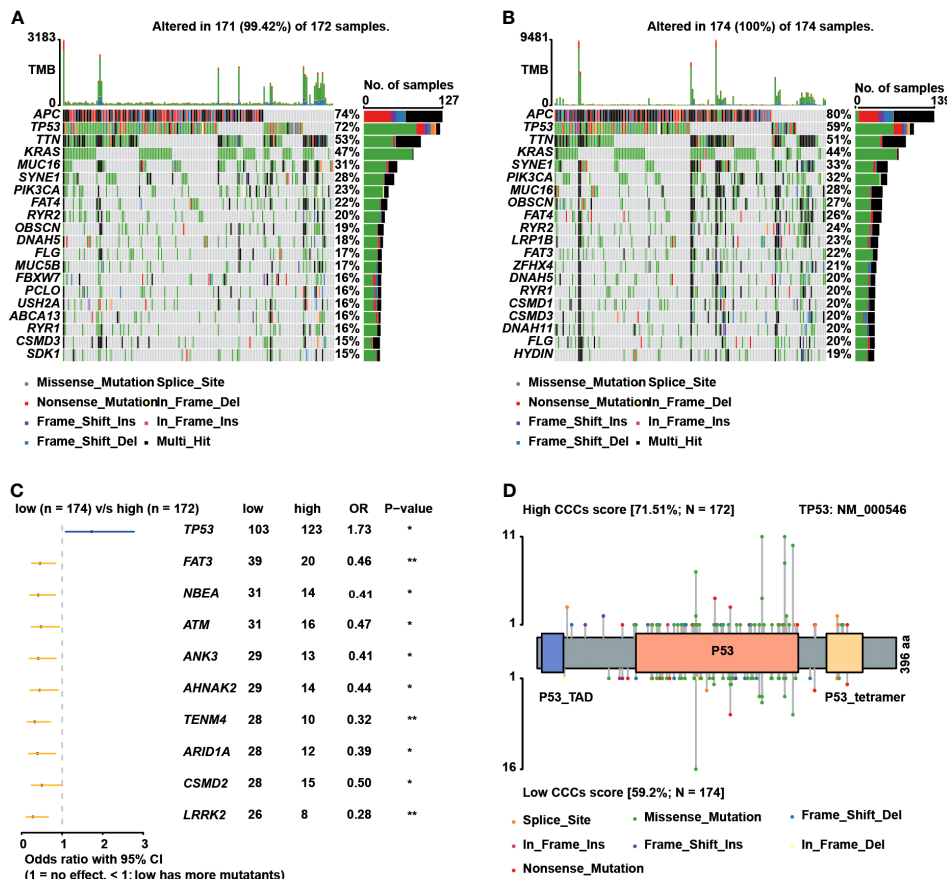 A
Altered in 171 (99.42%) of 172 samples.
3183
TMB
0
No. of samples
0 127
APC 74%
TP53 72%
TTN 53%
KRAS 47%
MUC16 31%
SYNE1 28%
PIK3CA 23%
FAT4 22%
RYR2 20%
OBSCN 19%
DNAH5 18%
FLG 17%
MUC5B 17%
FBXW7 16%
PCLO 16%
USH2A 16%
ABCA13 16%
RYR1 16%
CSMD3 15%
SDK1 15%
Missense_Mutation Splice_Site
Nonsense_Mutation In_Frame_Del
Frame_Shift_Ins In_Frame_Ins
Frame_Shift_Del Multi_Hit
B
Altered in 174 (100%) of 174 samples.
9481
TMB
0
No. of samples
0 139
APC 80%
TP53 59%
TTN 51%
KRAS 44%
SYNE1 33%
PIK3CA 32%
MUC16 28%
OBSCN 27%
FAT4 26%
RYR2 24%
LRP1B 23%
FAT3 22%
ZFHX4 21%
DNAH5 20%
RYR1 20%
CSMD1 20%
CSMD3 20%
DNAH11 20%
FLG 20%
HYDIN 19%
Missense_Mutation Splice_Site
Nonsense_Mutation In_Frame_Del
Frame_Shift_Ins In_Frame_Ins
Frame_Shift_Del Multi_Hit
C
low (n = 174) v/s high (n = 172) low high OR P−value
TP53 103 123 1.73 *
FAT3 39 20 0.46 **
NBEA 31 14 0.41 *
ATM 31 16 0.47 *
ANK3 29 13 0.41 *
AHNAK2 29 14 0.44 *
TENM4 28 10 0.32 **
ARID1A 28 12 0.39 *
CSMD2 28 15 0.50 *
LRRK2 26 8 0.28 **
0 1 2 3
Odds ratio with 95% CI
(1 = no effect, < 1: low has more mutatants)
D
High CCCs score [71.51%; N = 172] TP53: NM_000546
11
1
P53
396 aa
1
P53_TAD P53_tetramer
16
Low CCCs score [59.2%; N = 174]
Splice_Site Missense_Mutation Frame_Shift_Del
In_Frame_Ins Frame_Shift_Ins In_Frame_Del
Nonsense_Mutation